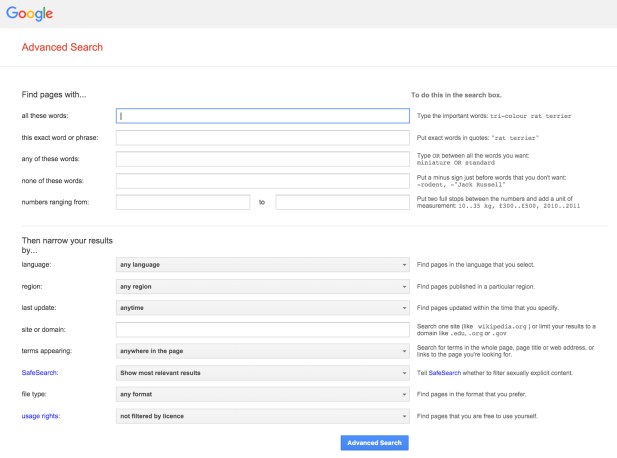 Google
Advanced Search
Find pages with...
To do this in the search box.
all these words:
Type the important words: tri-colour rat terrier
this exact word or phrase:
Put exact words in quotes: "rat terrier"
any of these words:
Type OR between all the words you want:
miniature OR standard
none of these words:
Put a minus sign just before words that you don't want:
-rodent, -"Jack Russell"
numbers ranging from:
to
Put two full stops between the numbers and add a unit of
measurement: 10..35 kg, £300..£500, 2010..2011
Then narrow your results
by...
language:
any language
Find pages in the language that you select.
region:
any region
Find pages published in a particular region.
last update:
anytime
Find pages updated within the time that you specify.
site or domain:
Search one site (like wikipedia.org ) or limit your results to a
domain like .edu, .org or .gov
terms appearing:
anywhere in the page
Search for terms in the whole page, page title or web address, or
links to the page you're looking for.
SafeSearch:
Show most relevant results
Tell SafeSearch whether to filter sexually explicit content.
file type:
any format
Find pages in the format that you prefer.
usage rights:
not filtered by licence
Find pages that you are free to use yourself.
Advanced Search